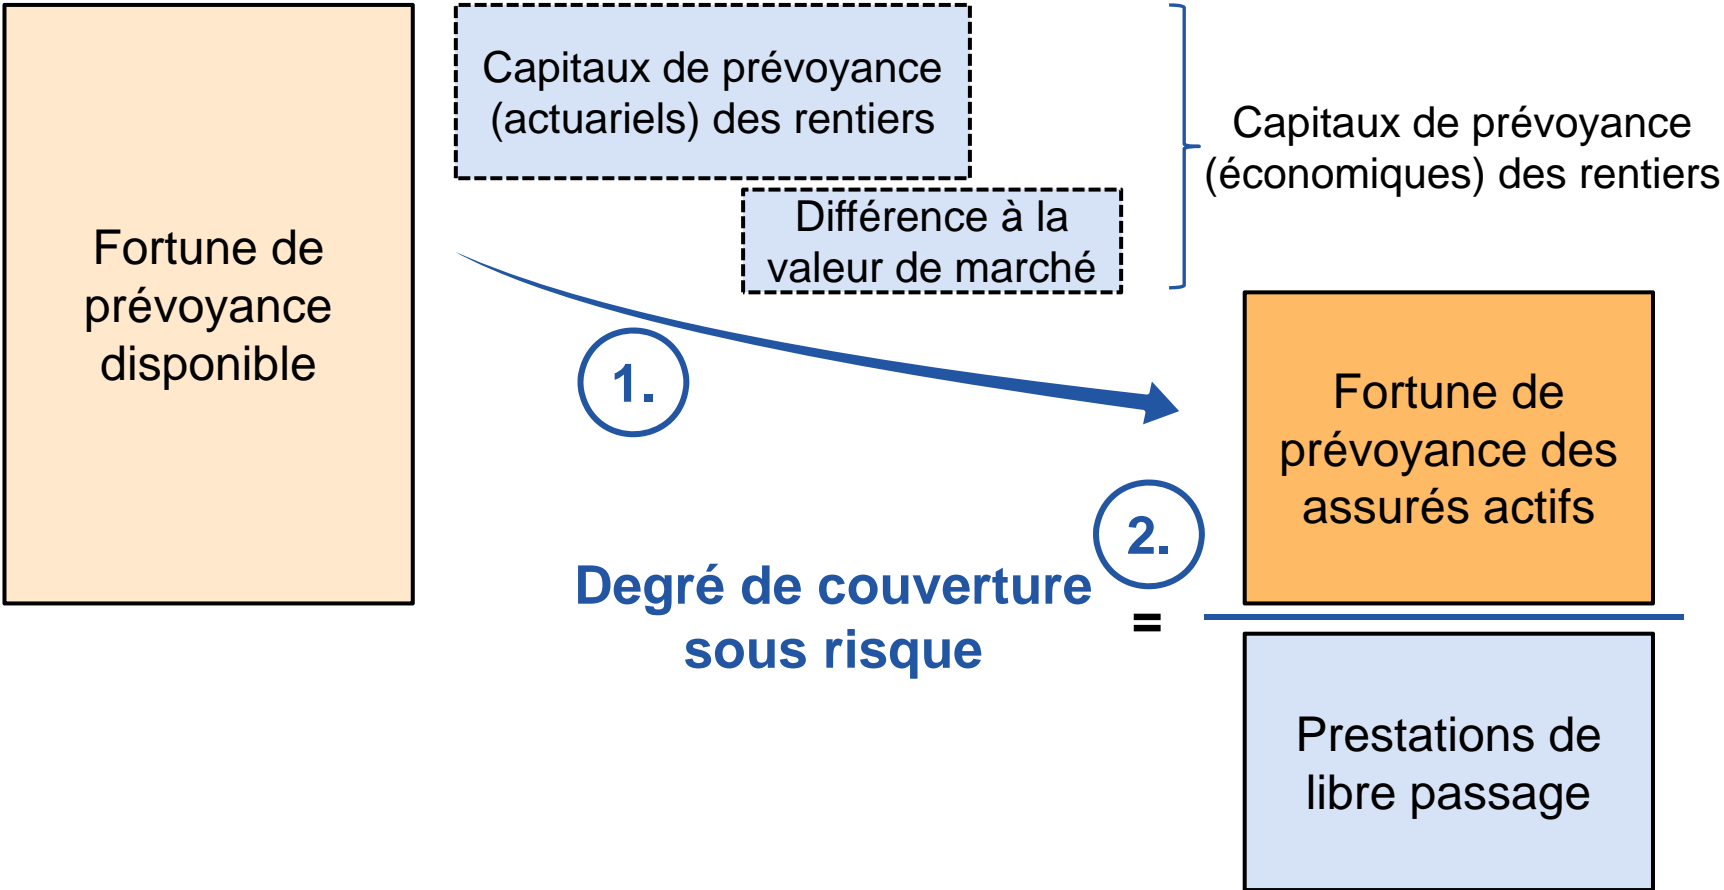 Fortune de
prévoyance
disponible
Capitaux de prévoyance
(actuariels) des rentiers
Différence à la
valeur de marché
Capitaux de prévoyance
(économiques) des rentiers
1.
Fortune de
prévoyance des
assurés actifs
2.
Degré de couverture
sous risque
=
Prestations de
libre passage